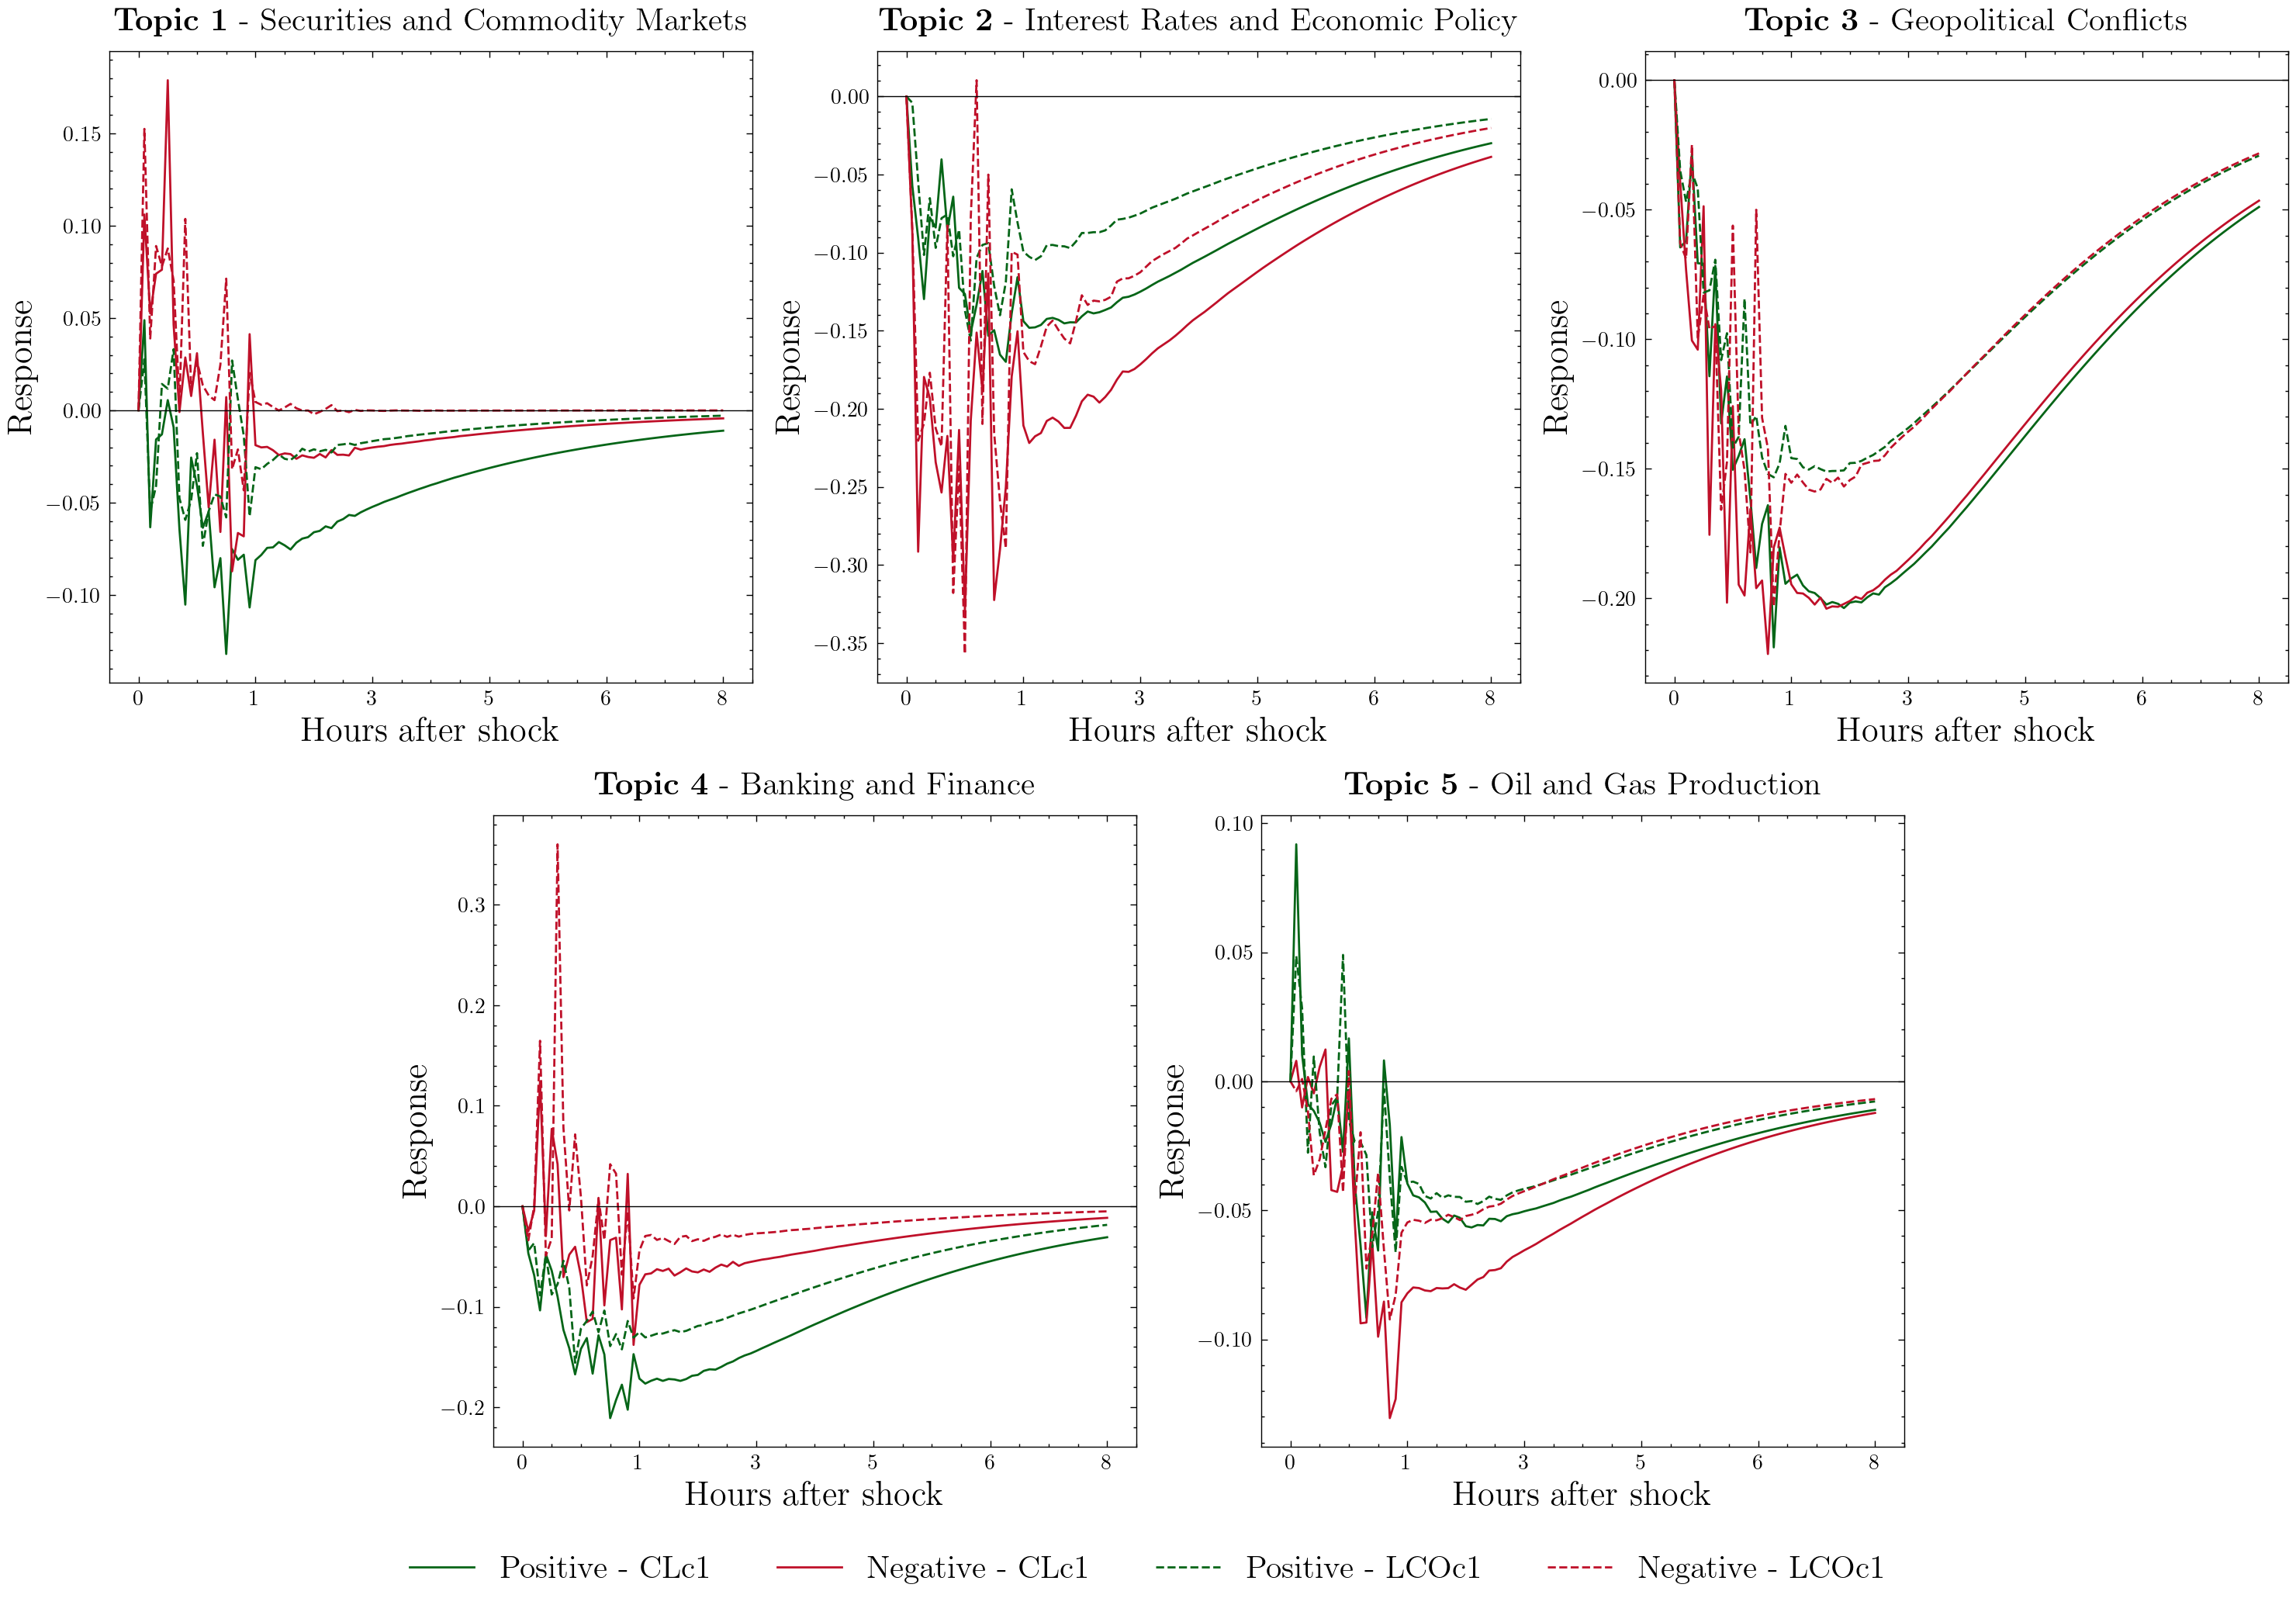 Topic 1 - Securities and Commodity Markets
Topic 2 - Interest Rates and Economic Policy
Topic 3 - Geopolitical Conflicts
Response
0.15
0.10
0.05
0.00
−0.05
−0.10
0 1 3 5 6 8
Hours after shock
Response
0.00
−0.05
−0.10
−0.15
−0.20
−0.25
−0.30
−0.35
0 1 3 5 6 8
Hours after shock
Response
0.00
−0.05
−0.10
−0.15
−0.20
0 1 3 5 6 8
Hours after shock
Topic 4 - Banking and Finance
Topic 5 - Oil and Gas Production
Response
0.3
0.2
0.1
0.0
−0.1
−0.2
0 1 3 5 6 8
Hours after shock
Response
0.10
0.05
0.00
−0.05
−0.10
0 1 3 5 6 8
Hours after shock
Positive - CLc1
Negative - CLc1
Positive - LCOc1
Negative - LCOc1